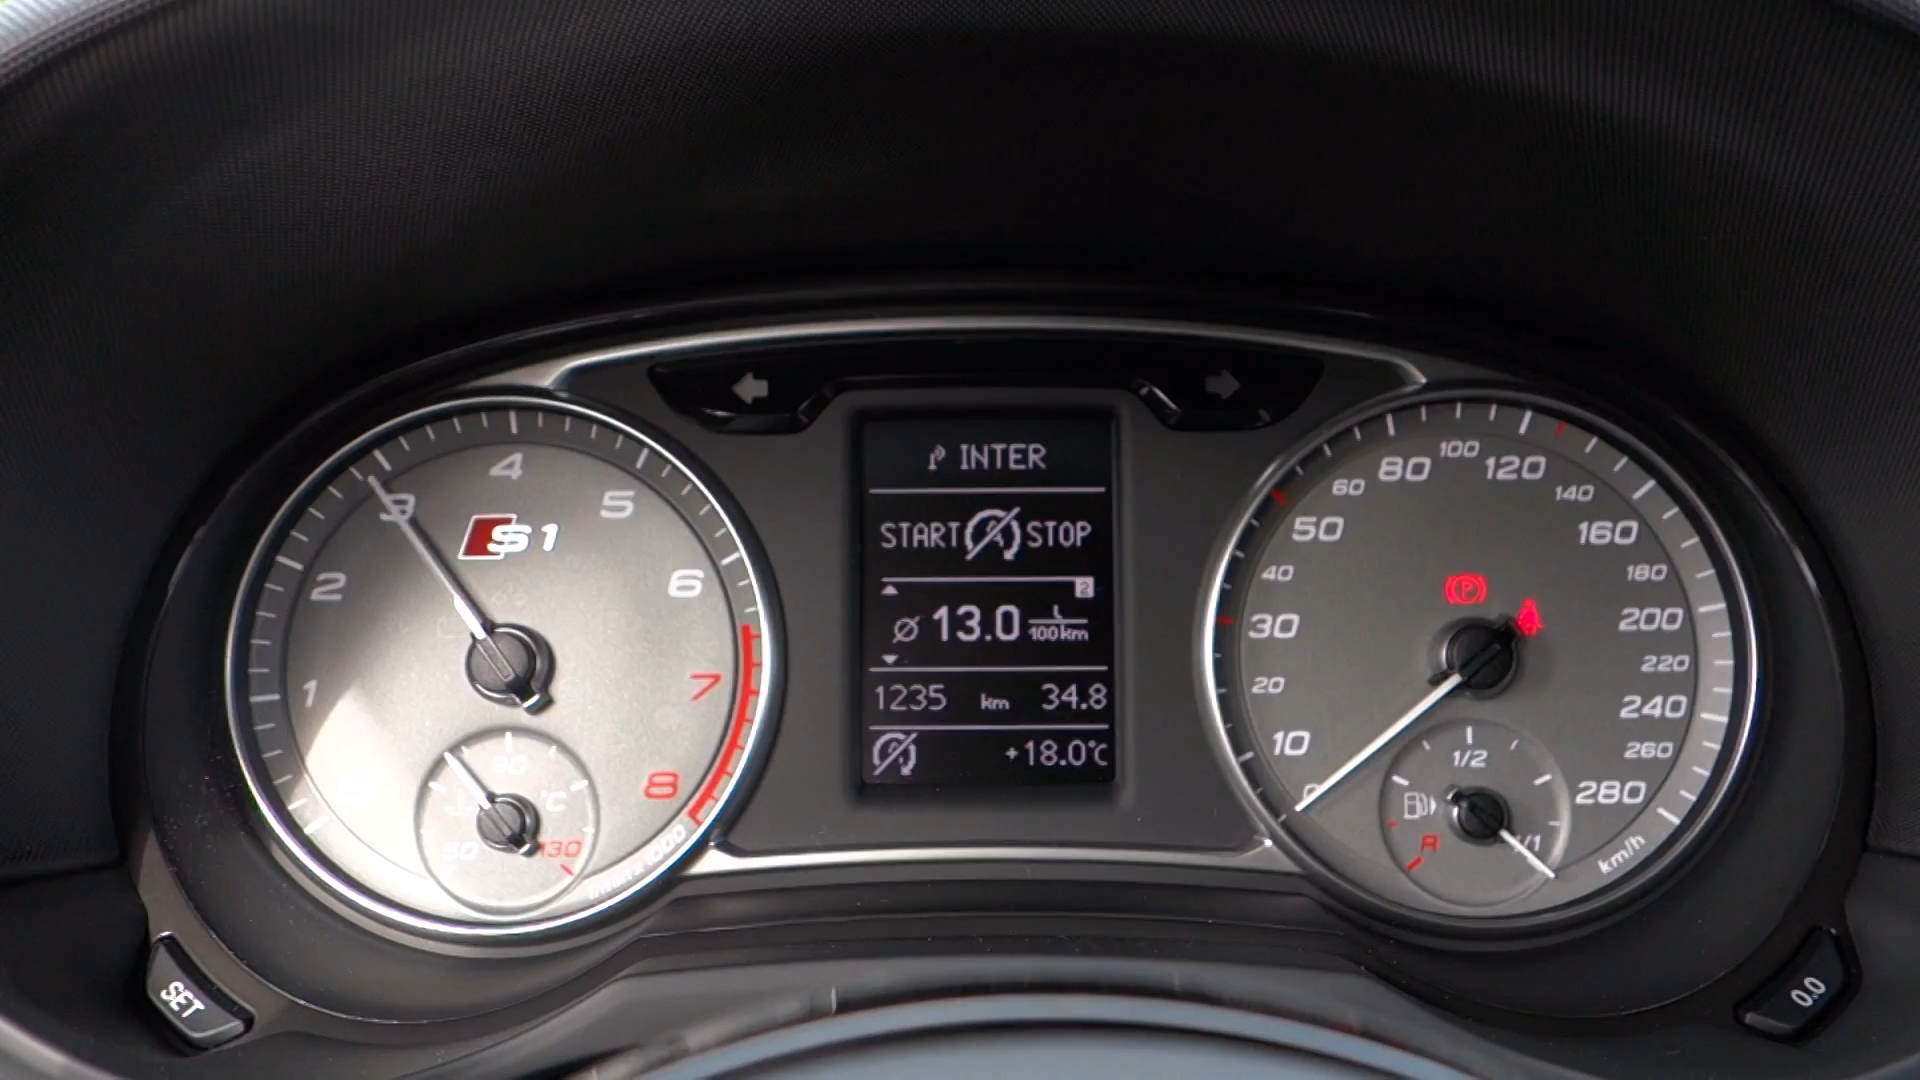 4
3
5
S1
2
6
1
7
8
90
°C
50
130
INTER
START STOP
2
Ø 13.0 L/100km
1235 km 34.8
+18.0°C
80 100 120
60 140
50 160
40 180
(P)
30 200
20 220
240
10 260
0 280
1/2
R 1/1
km/h
SET
0.0